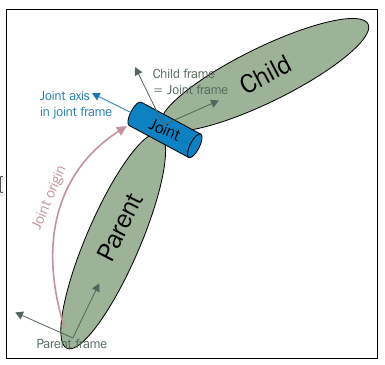 Child frame
= Joint frame
Child
Joint axis
in joint frame
Joint
Joint origin
Parent
Parent frame